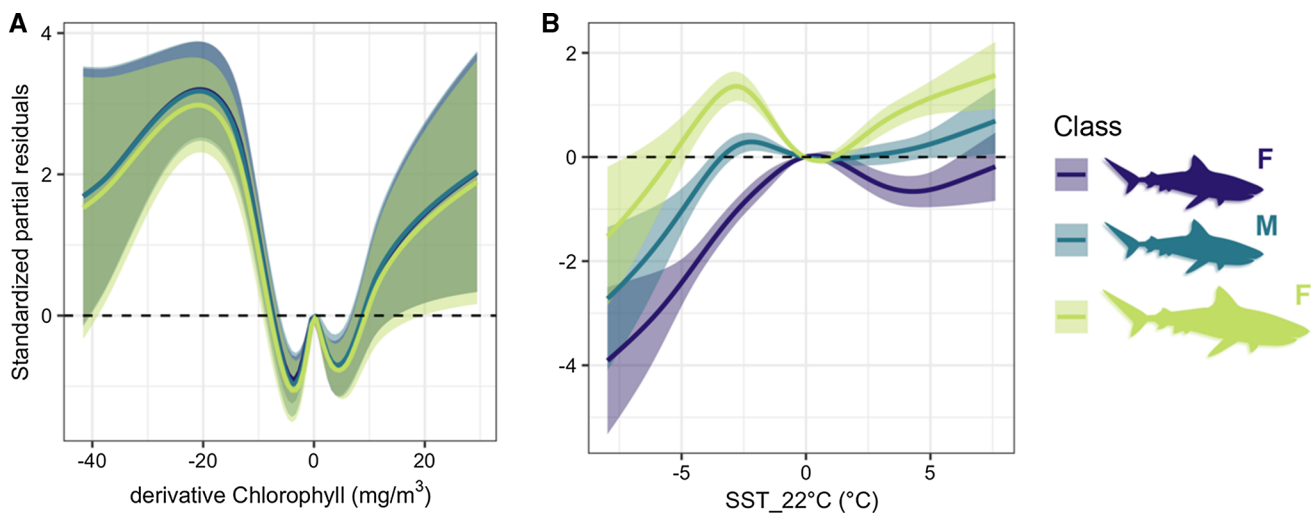 A
Standardized partial residuals
4
2
0
-40
-20
0
20
derivative Chlorophyll (mg/m³)
B
2
0
-2
-4
-5
0
5
SST_22°C (°C)
Class
F
M
F